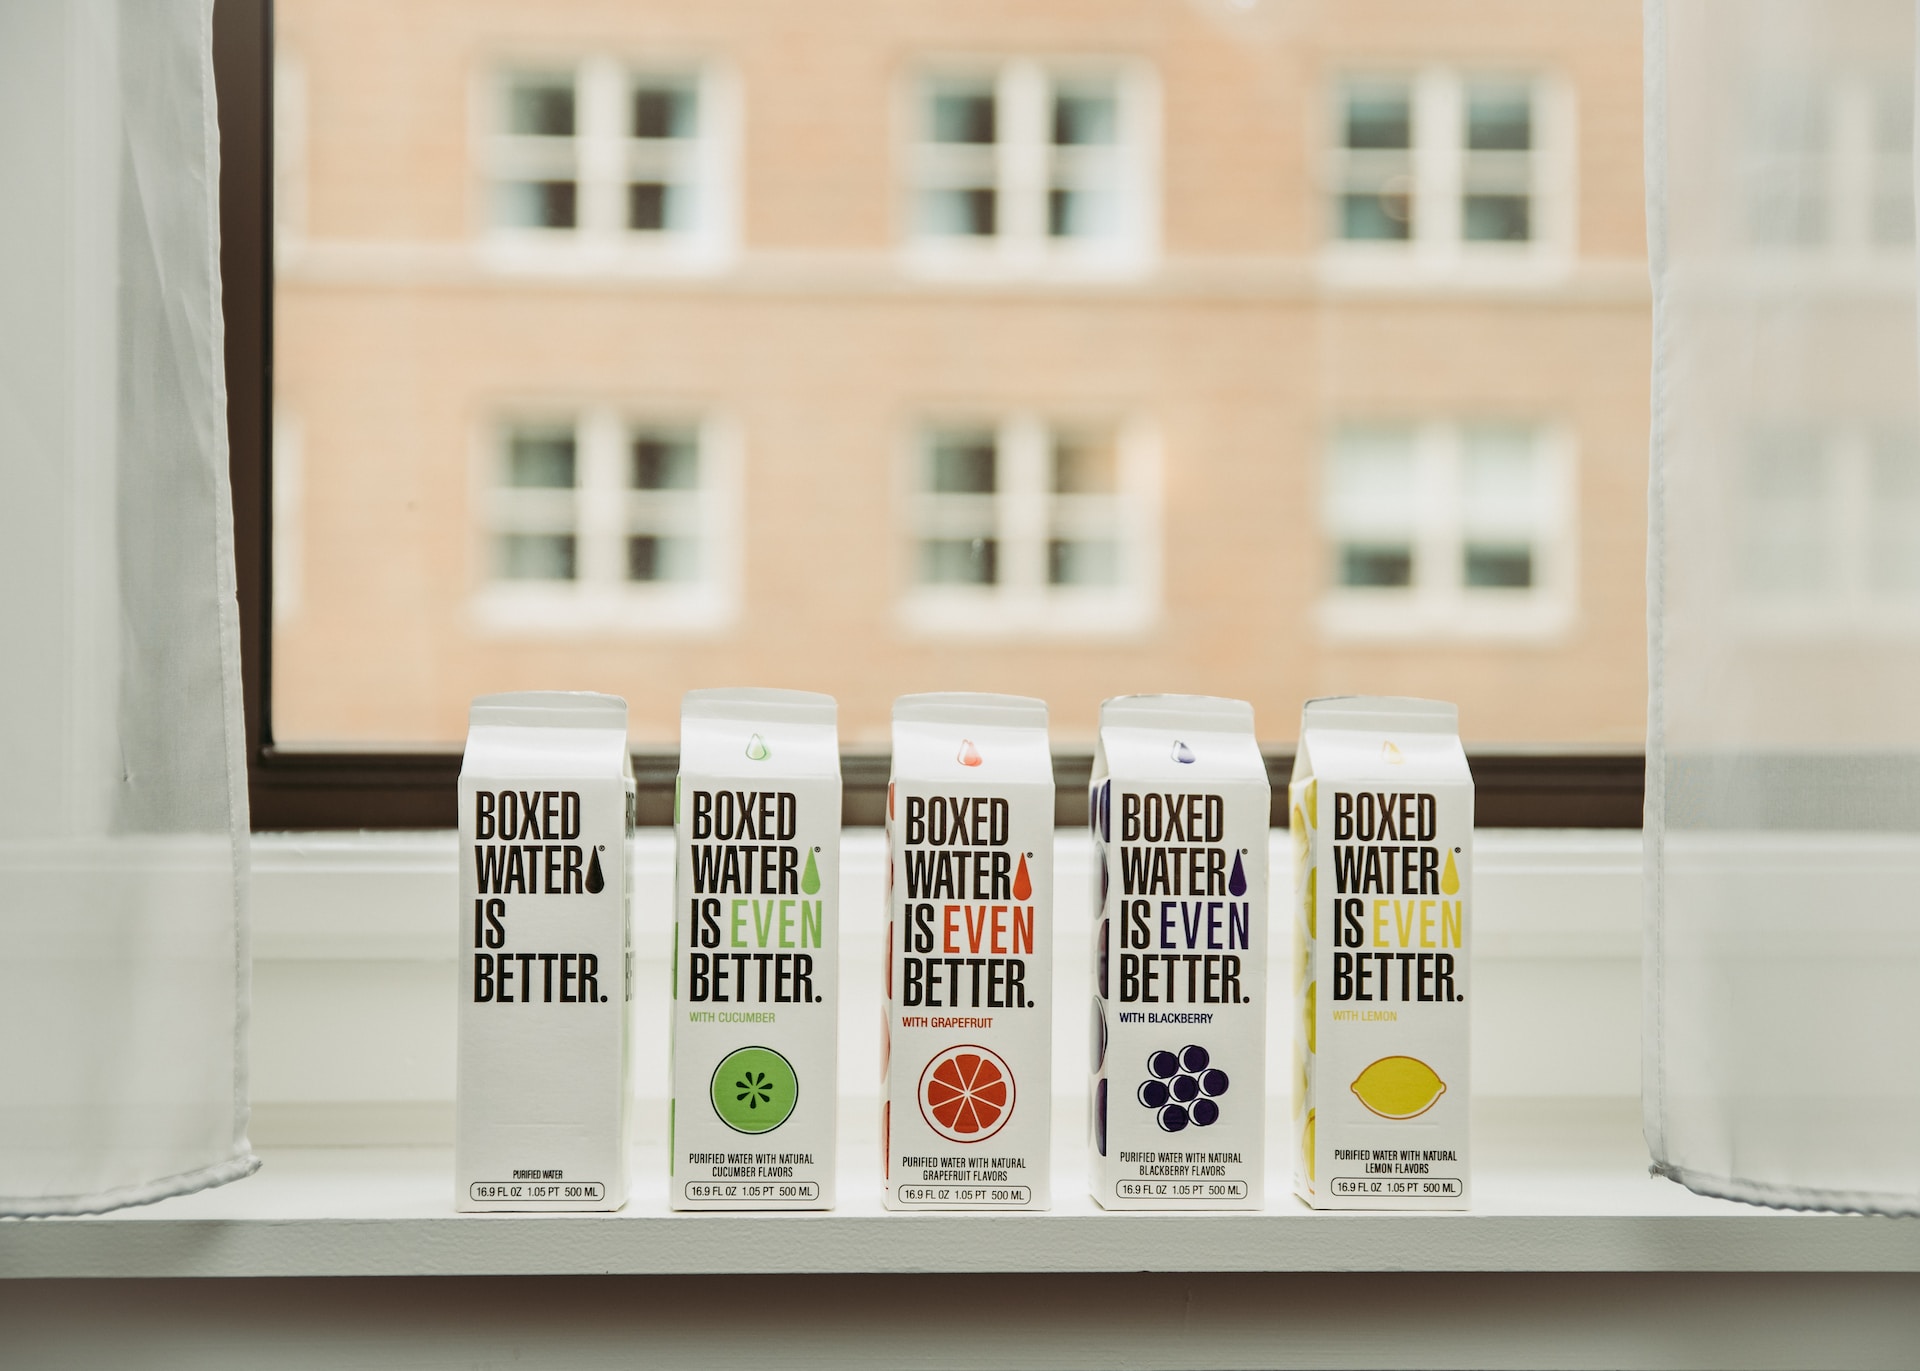 BOXED
WATER
IS
BETTER.
PURIFIED WATER
16.9 FL OZ 1.05 PT 500 ML
BOXED
WATER®
IS EVEN
BETTER.
WITH CUCUMBER
PURIFIED WATER WITH NATURAL
CUCUMBER FLAVORS
16.9 FL OZ 1.05 PT 500 ML
BOXED
WATER®
IS EVEN
BETTER.
WITH GRAPEFRUIT
PURIFIED WATER WITH NATURAL
GRAPEFRUIT FLAVORS
16.9 FL OZ 1.05 PT 500 ML
BOXED
WATER®
IS EVEN
BETTER.
WITH BLACKBERRY
PURIFIED WATER WITH NATURAL
BLACKBERRY FLAVORS
16.9 FL OZ 1.05 PT 500 ML
BOXED
WATER®
IS EVEN
BETTER.
WITH LEMON
PURIFIED WATER WITH NATURAL
LEMON FLAVORS
16.9 FL OZ 1.05 PT 500 ML